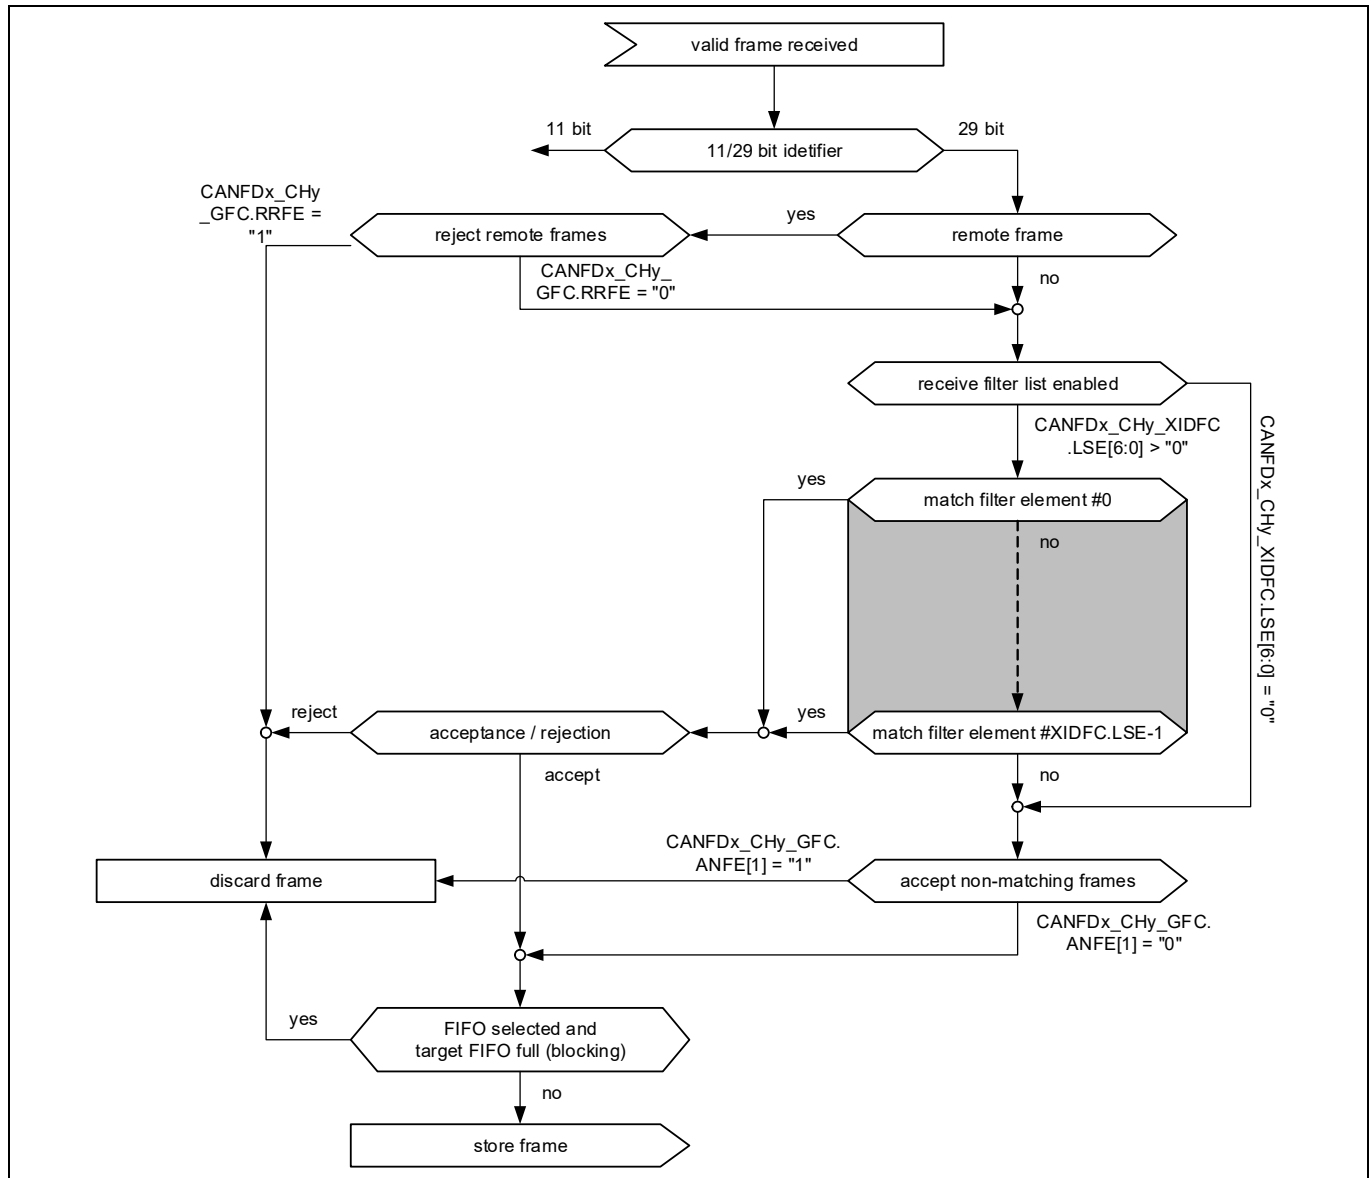 valid frame received
11 bit
29 bit
11/29 bit idetifier
CANFDx_CHy
_GFC.RRFE =
"1"
reject remote frames
yes
remote frame
CANFDx_CHy_
GFC.RRFE = "0"
no
receive filter list enabled
CANFDx_CHy_XIDFC
.LSE[6:0] > "0"
CANFDx_CHy_XIDFC.LSE[6:0] = "0"
yes
match filter element #0
no
reject
acceptance / rejection
yes
match filter element #XIDFC.LSE-1
accept
no
CANFDx_CHy_GFC.
ANFE[1] = "1"
discard frame
accept non-matching frames
CANFDx_CHy_GFC.
ANFE[1] = "0"
yes
FIFO selected and
target FIFO full (blocking)
no
store frame